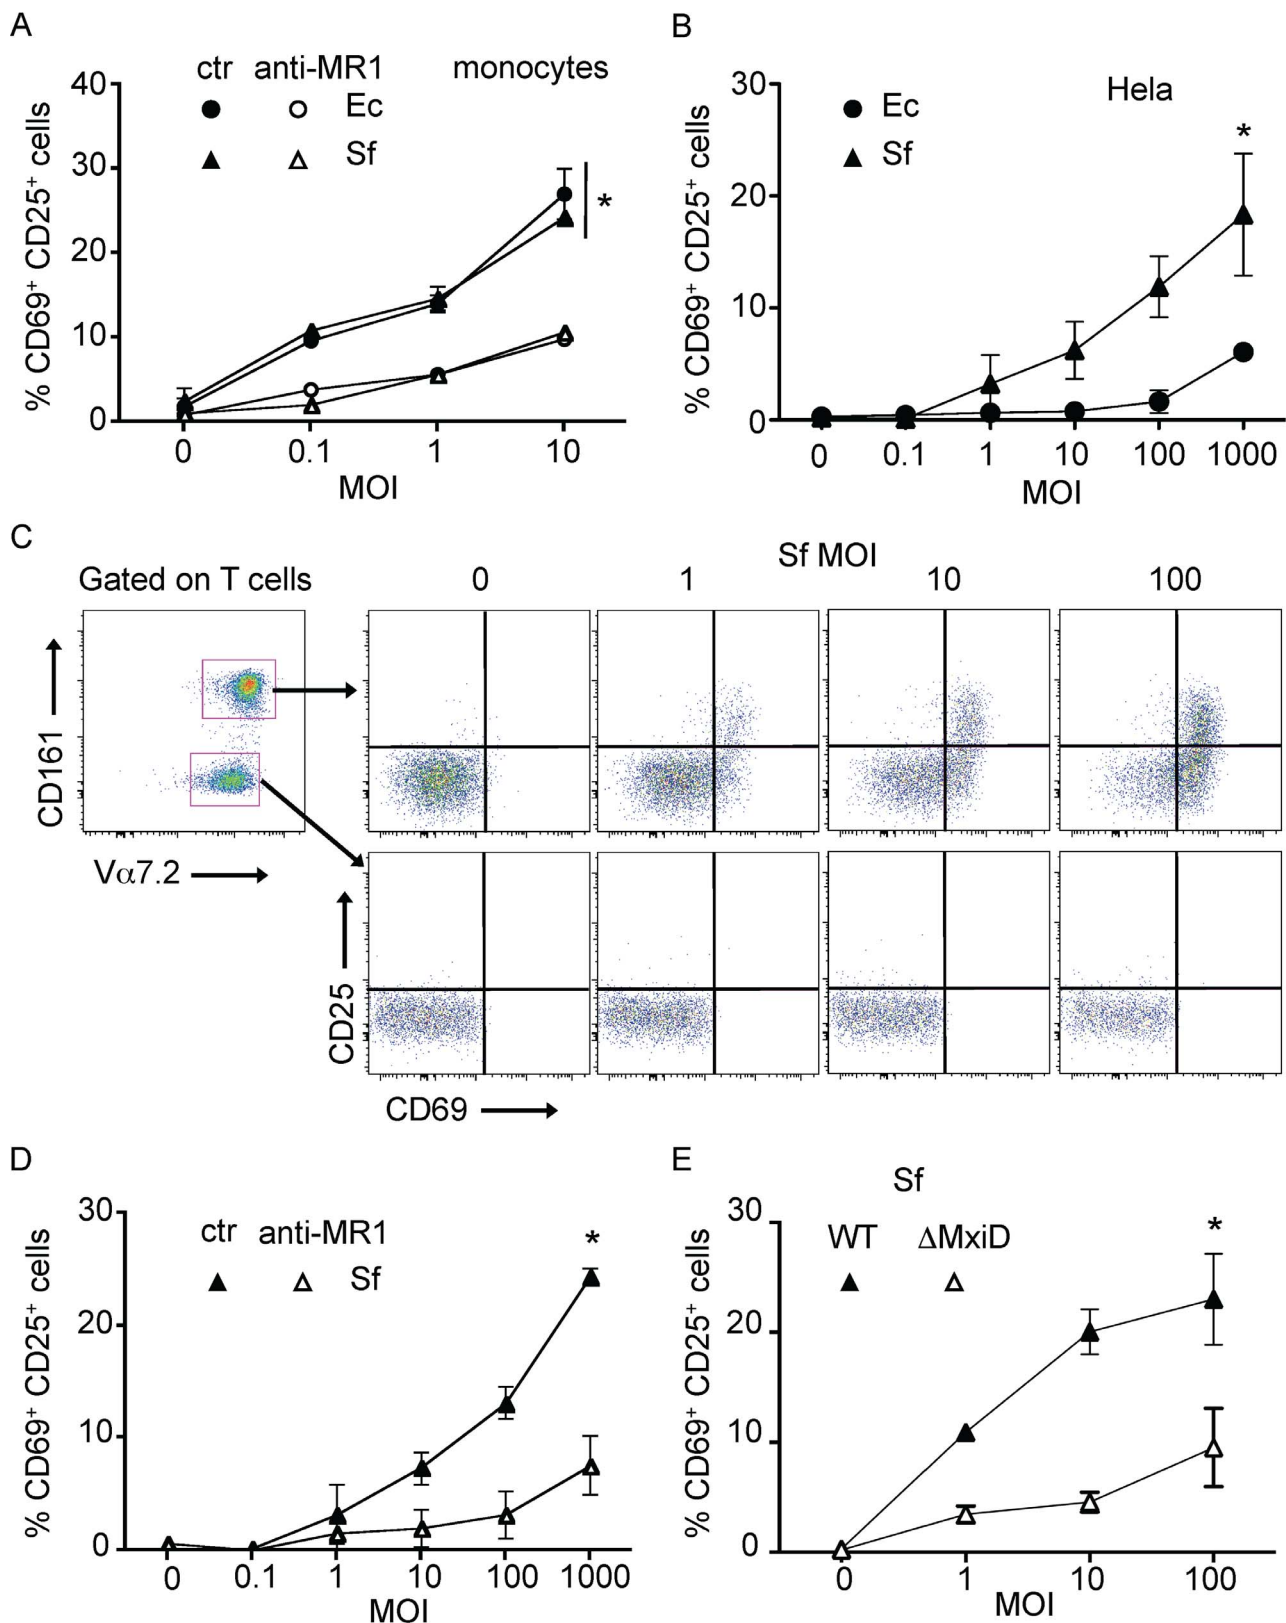 A
ctr anti-MR1 monocytes
Ec
Sf
% CD69⁺ CD25⁺ cells
40
30
20
10
0
*
0 0.1 1 10
MOI
B
Hela
Ec
Sf
% CD69⁺ CD25⁺ cells
30
20
10
0
*
0 0.1 1 10 100 1000
MOI
C
Sf MOI
Gated on T cells 0 1 10 100
CD161
Vα7.2
CD25
CD69
D
ctr anti-MR1
Sf
% CD69⁺ CD25⁺ cells
30
20
10
0
*
0 0.1 1 10 100 1000
MOI
E
Sf
WT ΔMxiD
% CD69⁺ CD25⁺ cells
30
20
10
0
*
0 1 10 100
MOI